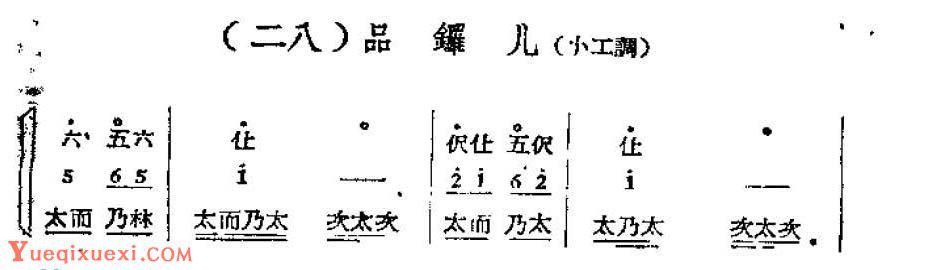 （二八）品 鑼 儿（小工調）
六 五六 仩 伬仩 五伬 仩
5 6 5 i — 2 i 6 2 i —
太而 乃㭝 太而乃太 次太次 太而 乃太 太乃太 次太次
Yueqixuexi.com